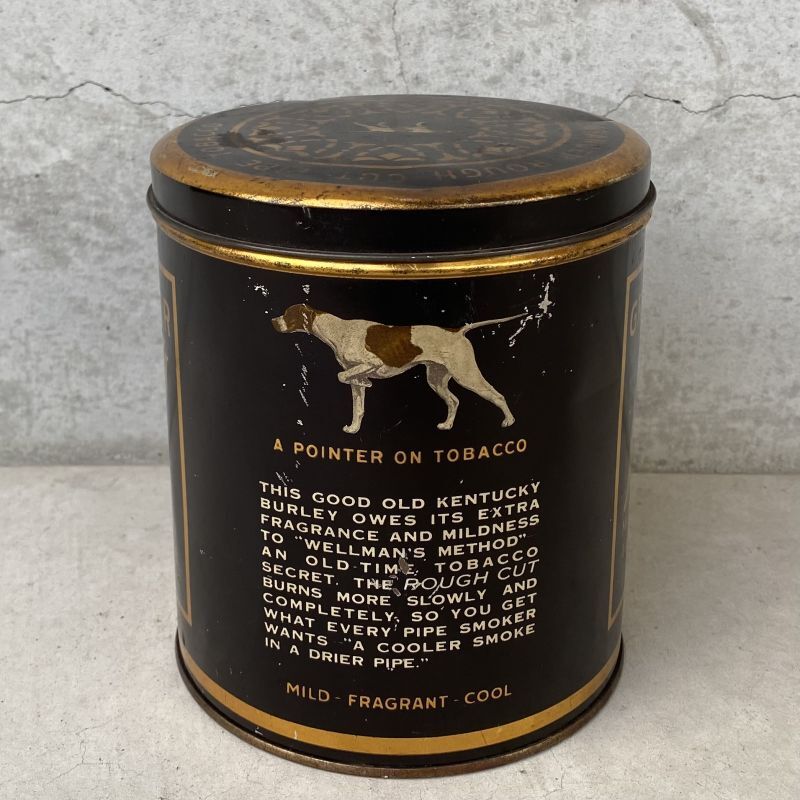 ROUGH CUT
A POINTER ON TOBACCO
THIS GOOD OLD KENTUCKY
BURLEY OWES ITS EXTRA
FRAGRANCE AND MILDNESS
TO "WELLMAN'S METHOD"
AN OLD-TIME TOBACCO
SECRET. THE ROUGH CUT
BURNS MORE SLOWLY AND
COMPLETELY, SO YOU GET
WHAT EVERY PIPE SMOKER
WANTS "A COOLER SMOKE
IN A DRIER PIPE."
MILD - FRAGRANT - COOL